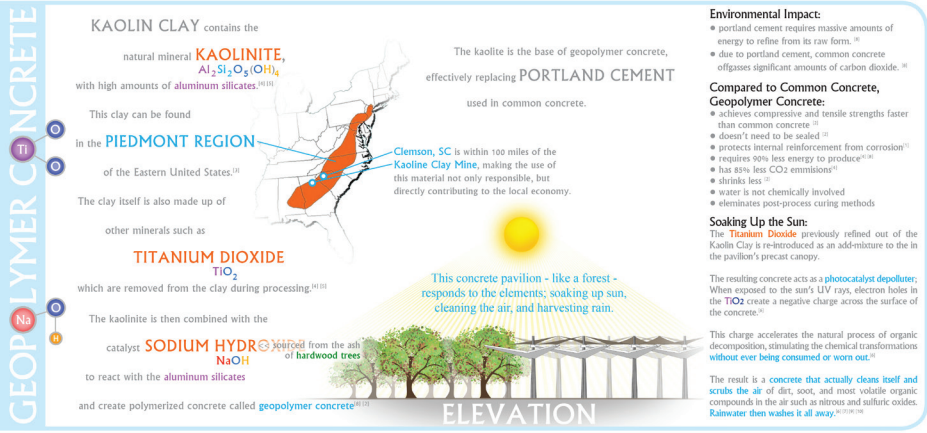 GEOPOLYMER CONCRETE
Ti
O
O
Na
O
H
KAOLIN CLAY contains the
natural mineral KAOLINITE,
Al2Si2O5(OH)4
with high amounts of aluminum silicates.[4] [5]
This clay can be found
in the PIEDMONT REGION
of the Eastern United States.[3]
The clay itself is also made up of
other minerals such as
TITANIUM DIOXIDE
TiO2
which are removed from the clay during processing.[4] [5]
The kaolinite is then combined with the
catalyst SODIUM HYDROXIDE
sourced from the ash
of hardwood trees
NaOH
to react with the aluminum silicates
and create polymerized concrete called geopolymer concrete
The kaolite is the base of geopolymer concrete,
effectively replacing PORTLAND CEMENT
used in common concrete.
Clemson, SC is within 100 miles of the
Kaoline Clay Mine, making the use of
this material not only responsible, but
directly contributing to the local economy.
This concrete pavilion - like a forest -
responds to the elements; soaking up sun,
cleaning the air, and harvesting rain.
ELEVATION
Environmental Impact:
• portland cement requires massive amounts of
energy to refine from its raw form.
• due to portland cement, common concrete
offgasses significant amounts of carbon dioxide.
Compared to Common Concrete,
Geopolymer Concrete:
• achieves compressive and tensile strengths faster
than common concrete [2]
• doesn't need to be sealed [2]
• protects internal reinforcement from corrosion
• requires 90% less energy to produce
• has 85% less CO2 emmisions
• shrinks less [2]
• water is not chemically involved
• eleminates post-process curing methods
Soaking Up the Sun:
The Titanium Dioxide previously refined out of the
Kaolin Clay is re-introduced as an add-mixture to the in
the pavilion's precast canopy.
The resulting concrete acts as a photocatalyst depolluter;
When exposed to the sun's UV rays, electron holes in
the TiO2 create a negative charge across the surface of
the concrete.
This charge accelerates the natural process of organic
decomposition, stimulating the chemical transformations
without ever being consumed or worn out.
The result is a concrete that actually cleans itself and
scrubs the air of dirt, soot, and most volatile organic
compounds in the air such as nitrous and sulfuric oxides.
Rainwater then washes it all away.